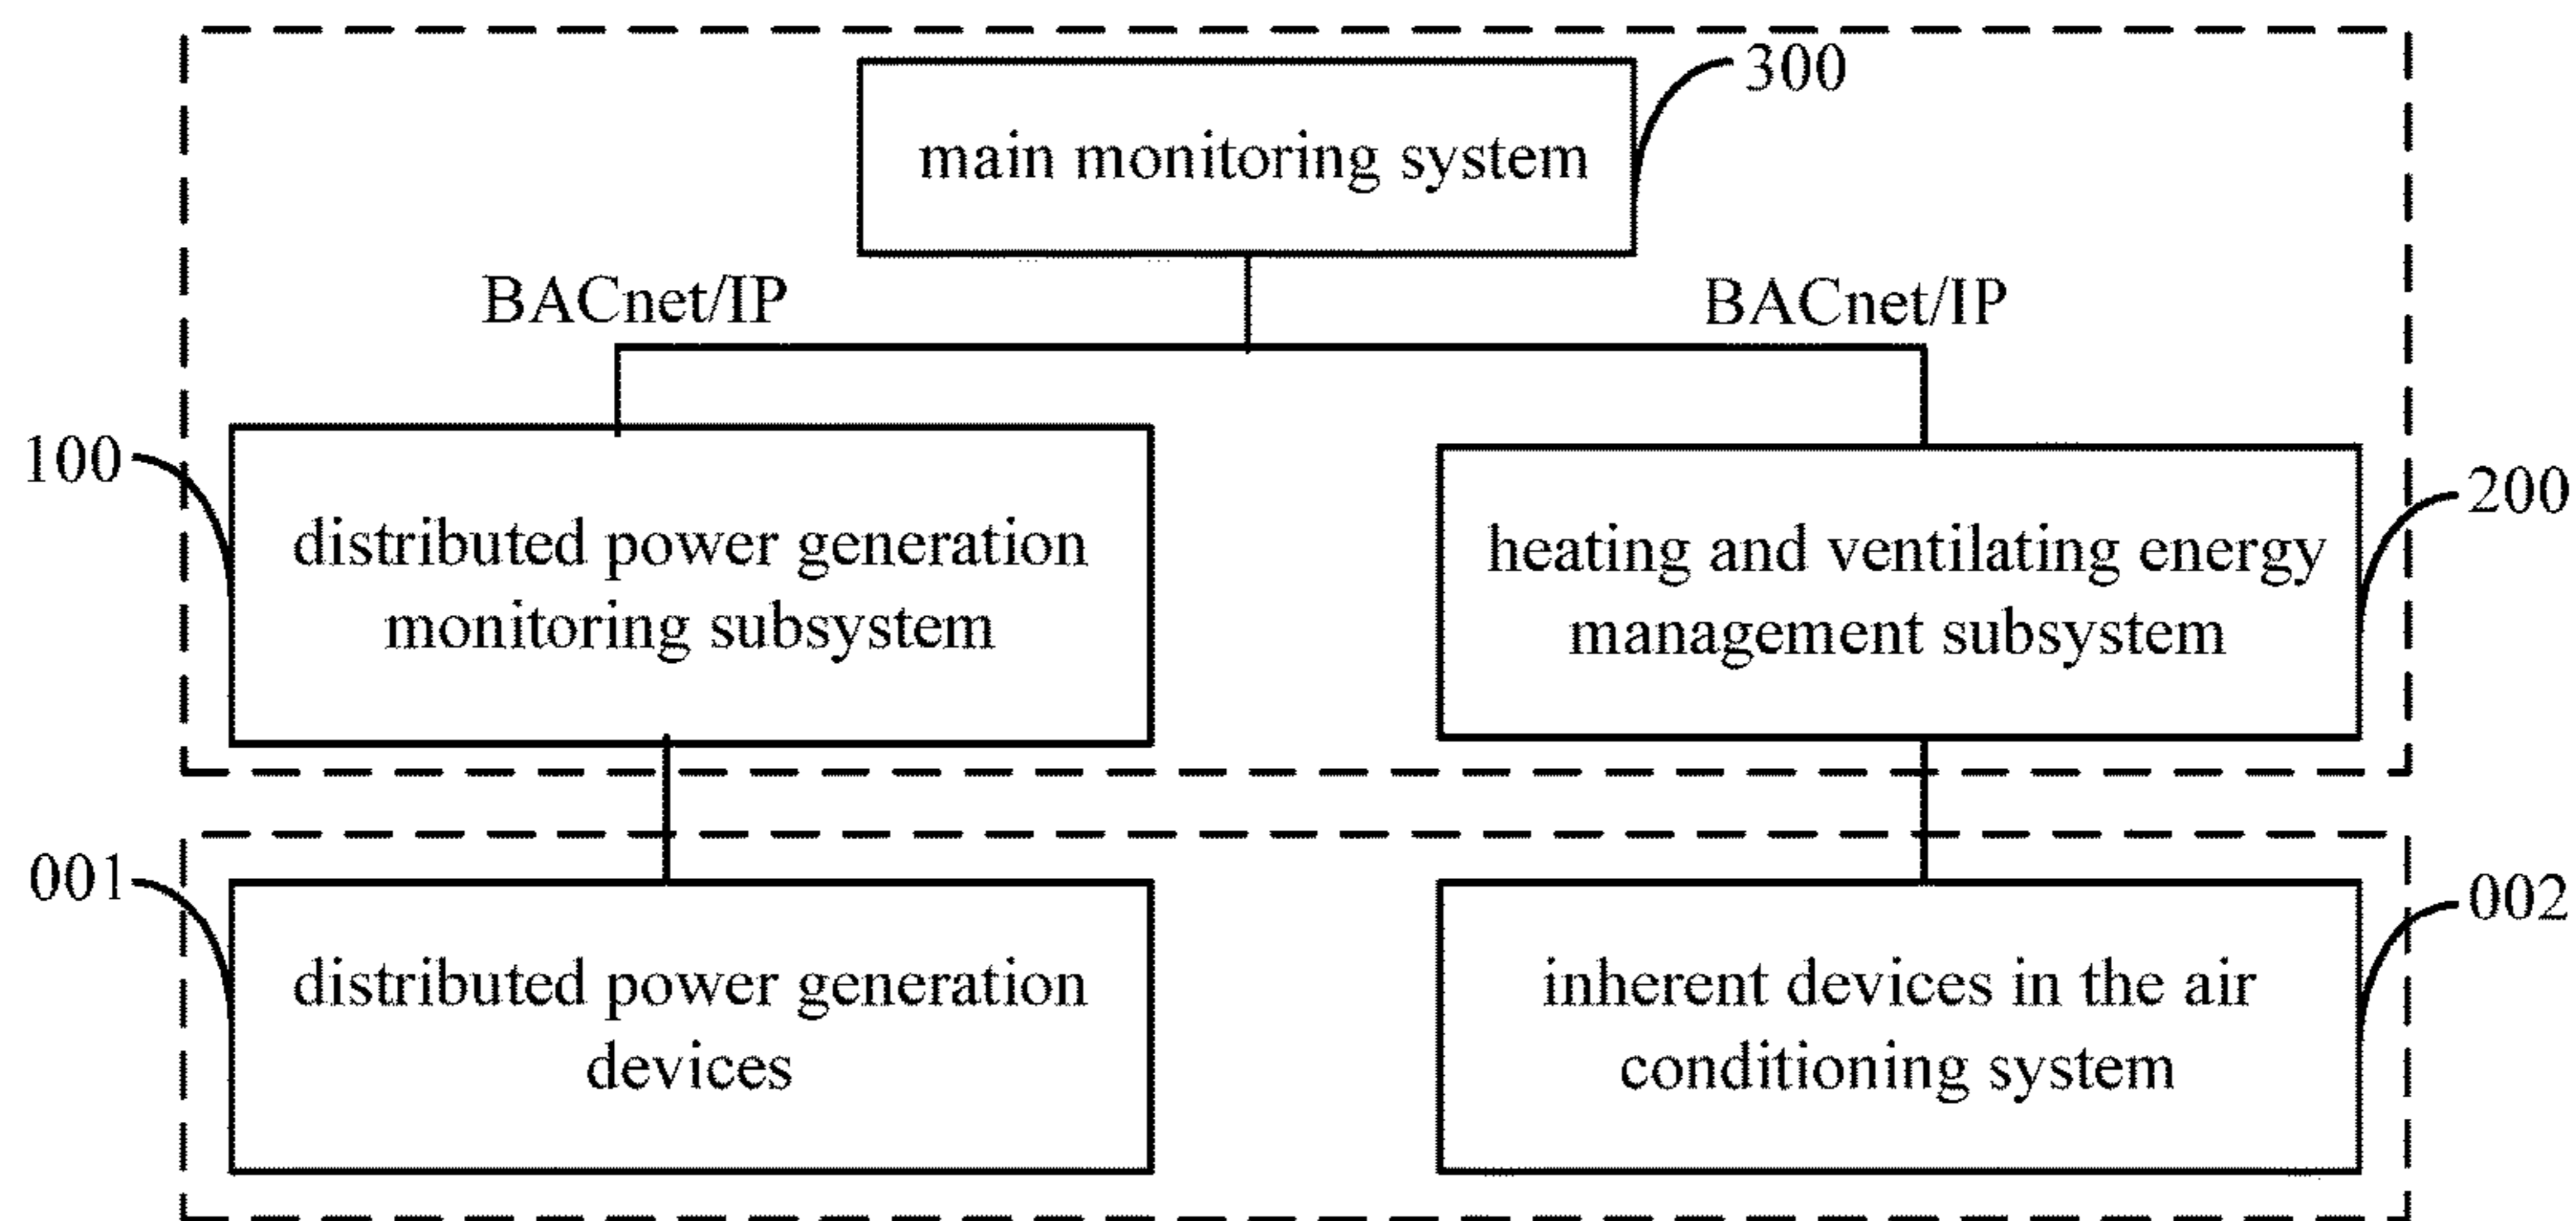 300
main monitoring system
BACnet/IP
BACnet/IP
100
distributed power generation
monitoring subsystem
200
heating and ventilating energy
management subsystem
001
distributed power generation
devices
002
inherent devices in the air
conditioning system